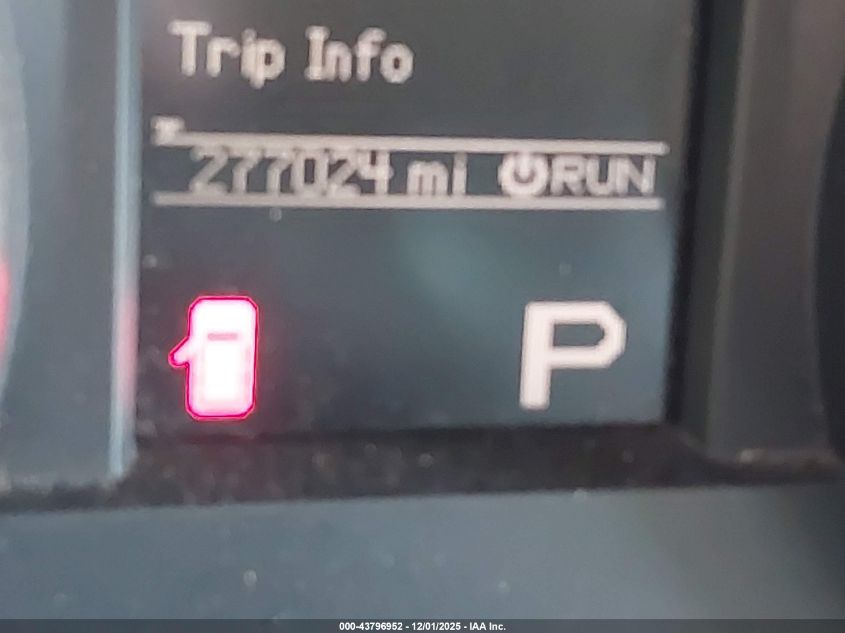 Trip Info
277024 mi RUN
P
000-43796952 - 12/01/2025 - IAA Inc.